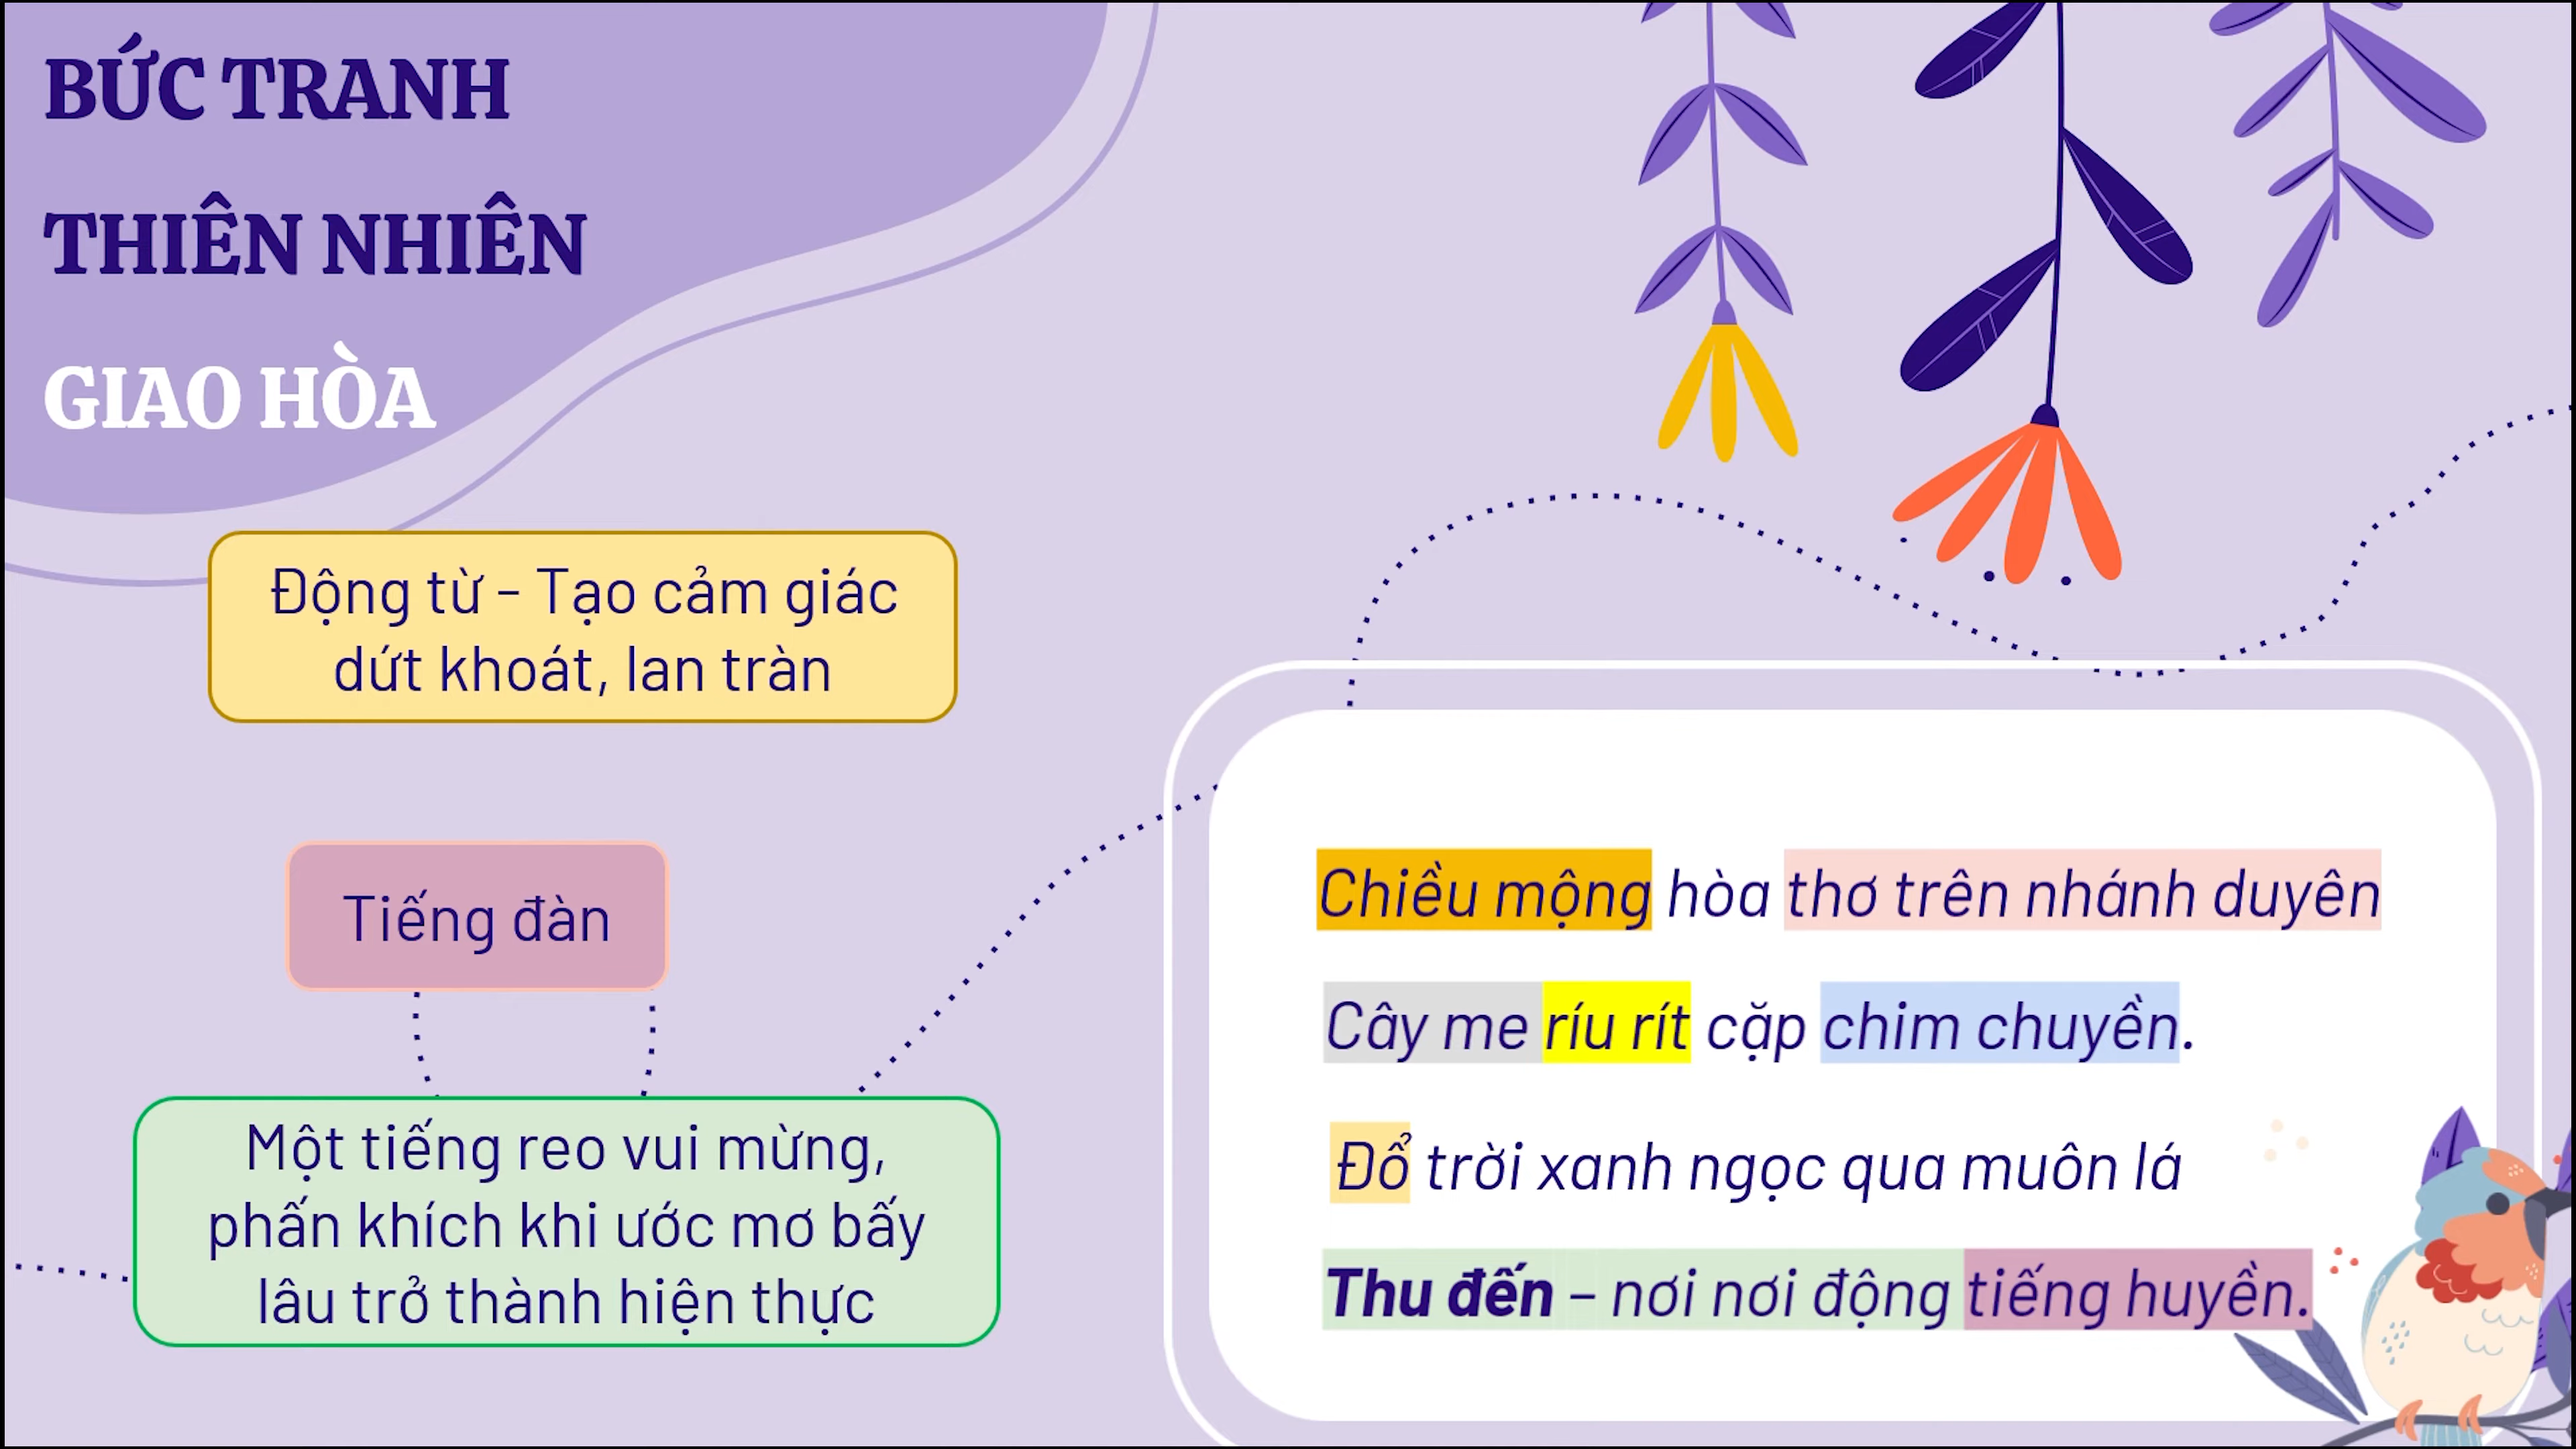 BỨC TRANH
THIÊN NHIÊN
GIAO HÒA
Động từ - Tạo cảm giác
dứt khoát, lan tràn
Tiếng đàn
Một tiếng reo vui mừng,
phấn khích khi ước mơ bấy
lâu trở thành hiện thực
Chiều mộng hòa thơ trên nhánh duyên
Cây me ríu rít cặp chim chuyền.
Đổ trời xanh ngọc qua muôn lá
Thu đến – nơi nơi động tiếng huyền.